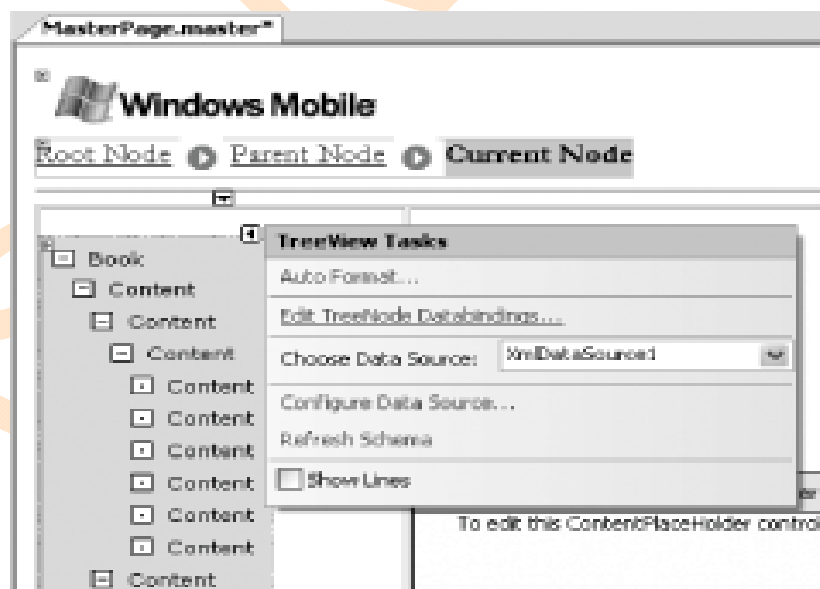 MasterPage.master*
Windows Mobile
Root Node Parent Node Current Node
TreeView Tasks
Auto Format...
Edit TreeNode Databindings...
Choose Data Source: XmlDataSource1
Configure Data Source...
Refresh Schema
Show Lines
Book
Content
Content
Content
Content
Content
Content
Content
Content
Content
Content
er
To edit this ContentPlaceHolder control